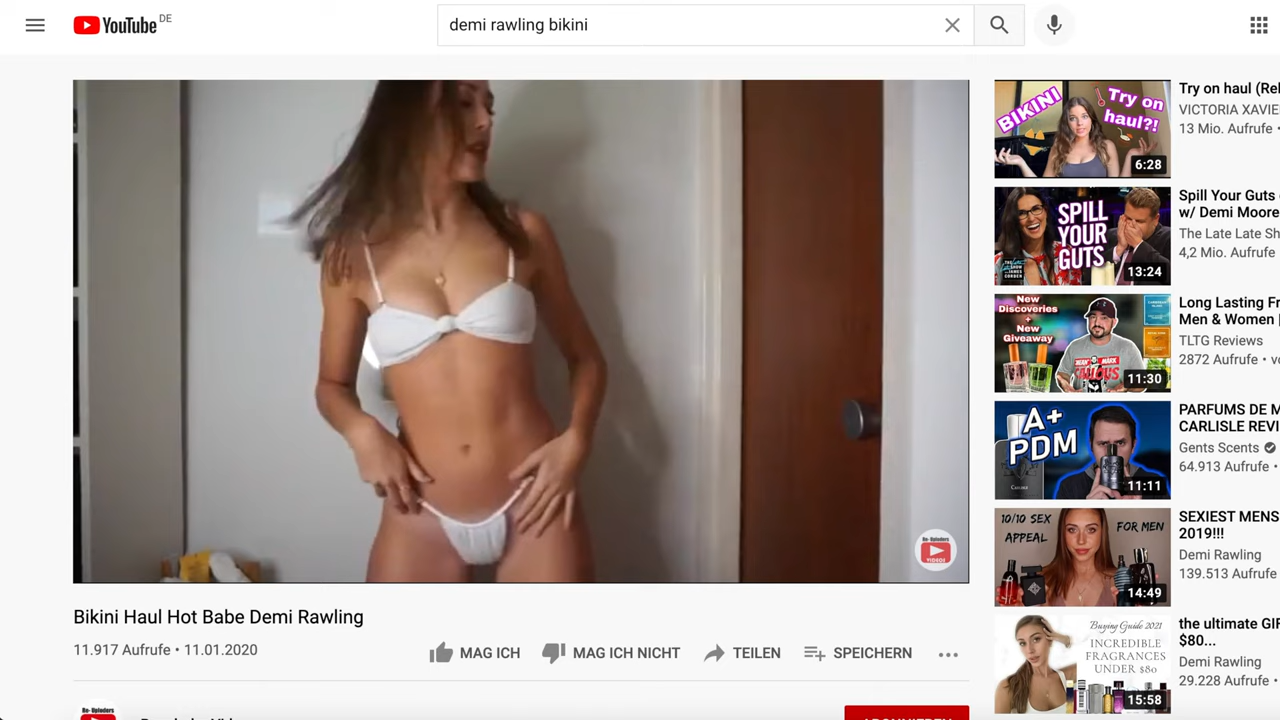 YouTube DE
demi rawling bikini
BIKINI
Try on
haul?!
6:28
Try on haul (Rel
VICTORIA XAVIE
13 Mio. Aufrufe •
SPILL
YOUR
GUTS
13:24
Spill Your Guts
w/ Demi Moore
The Late Late Sh
4,2 Mio. Aufrufe
New
Discoveries
+
New
Giveaway
11:30
Long Lasting Fr
Men & Women |
TLTG Reviews
2872 Aufrufe • v
A+
PDM
11:11
PARFUMS DE M
CARLISLE REVI
Gents Scents
64.913 Aufrufe •
10/10 SEX
APPEAL
FOR MEN
14:49
SEXIEST MENS
2019!!!
Demi Rawling
139.513 Aufrufe
Buying Guide 2021
INCREDIBLE
FRAGRANCES
UNDER $80
15:58
the ultimate GIF
$80...
Demi Rawling
29.228 Aufrufe •
Re-Uploders
VIDEOS
Bikini Haul Hot Babe Demi Rawling
11.917 Aufrufe • 11.01.2020
MAG ICH
MAG ICH NICHT
TEILEN
SPEICHERN
Re-Uploders